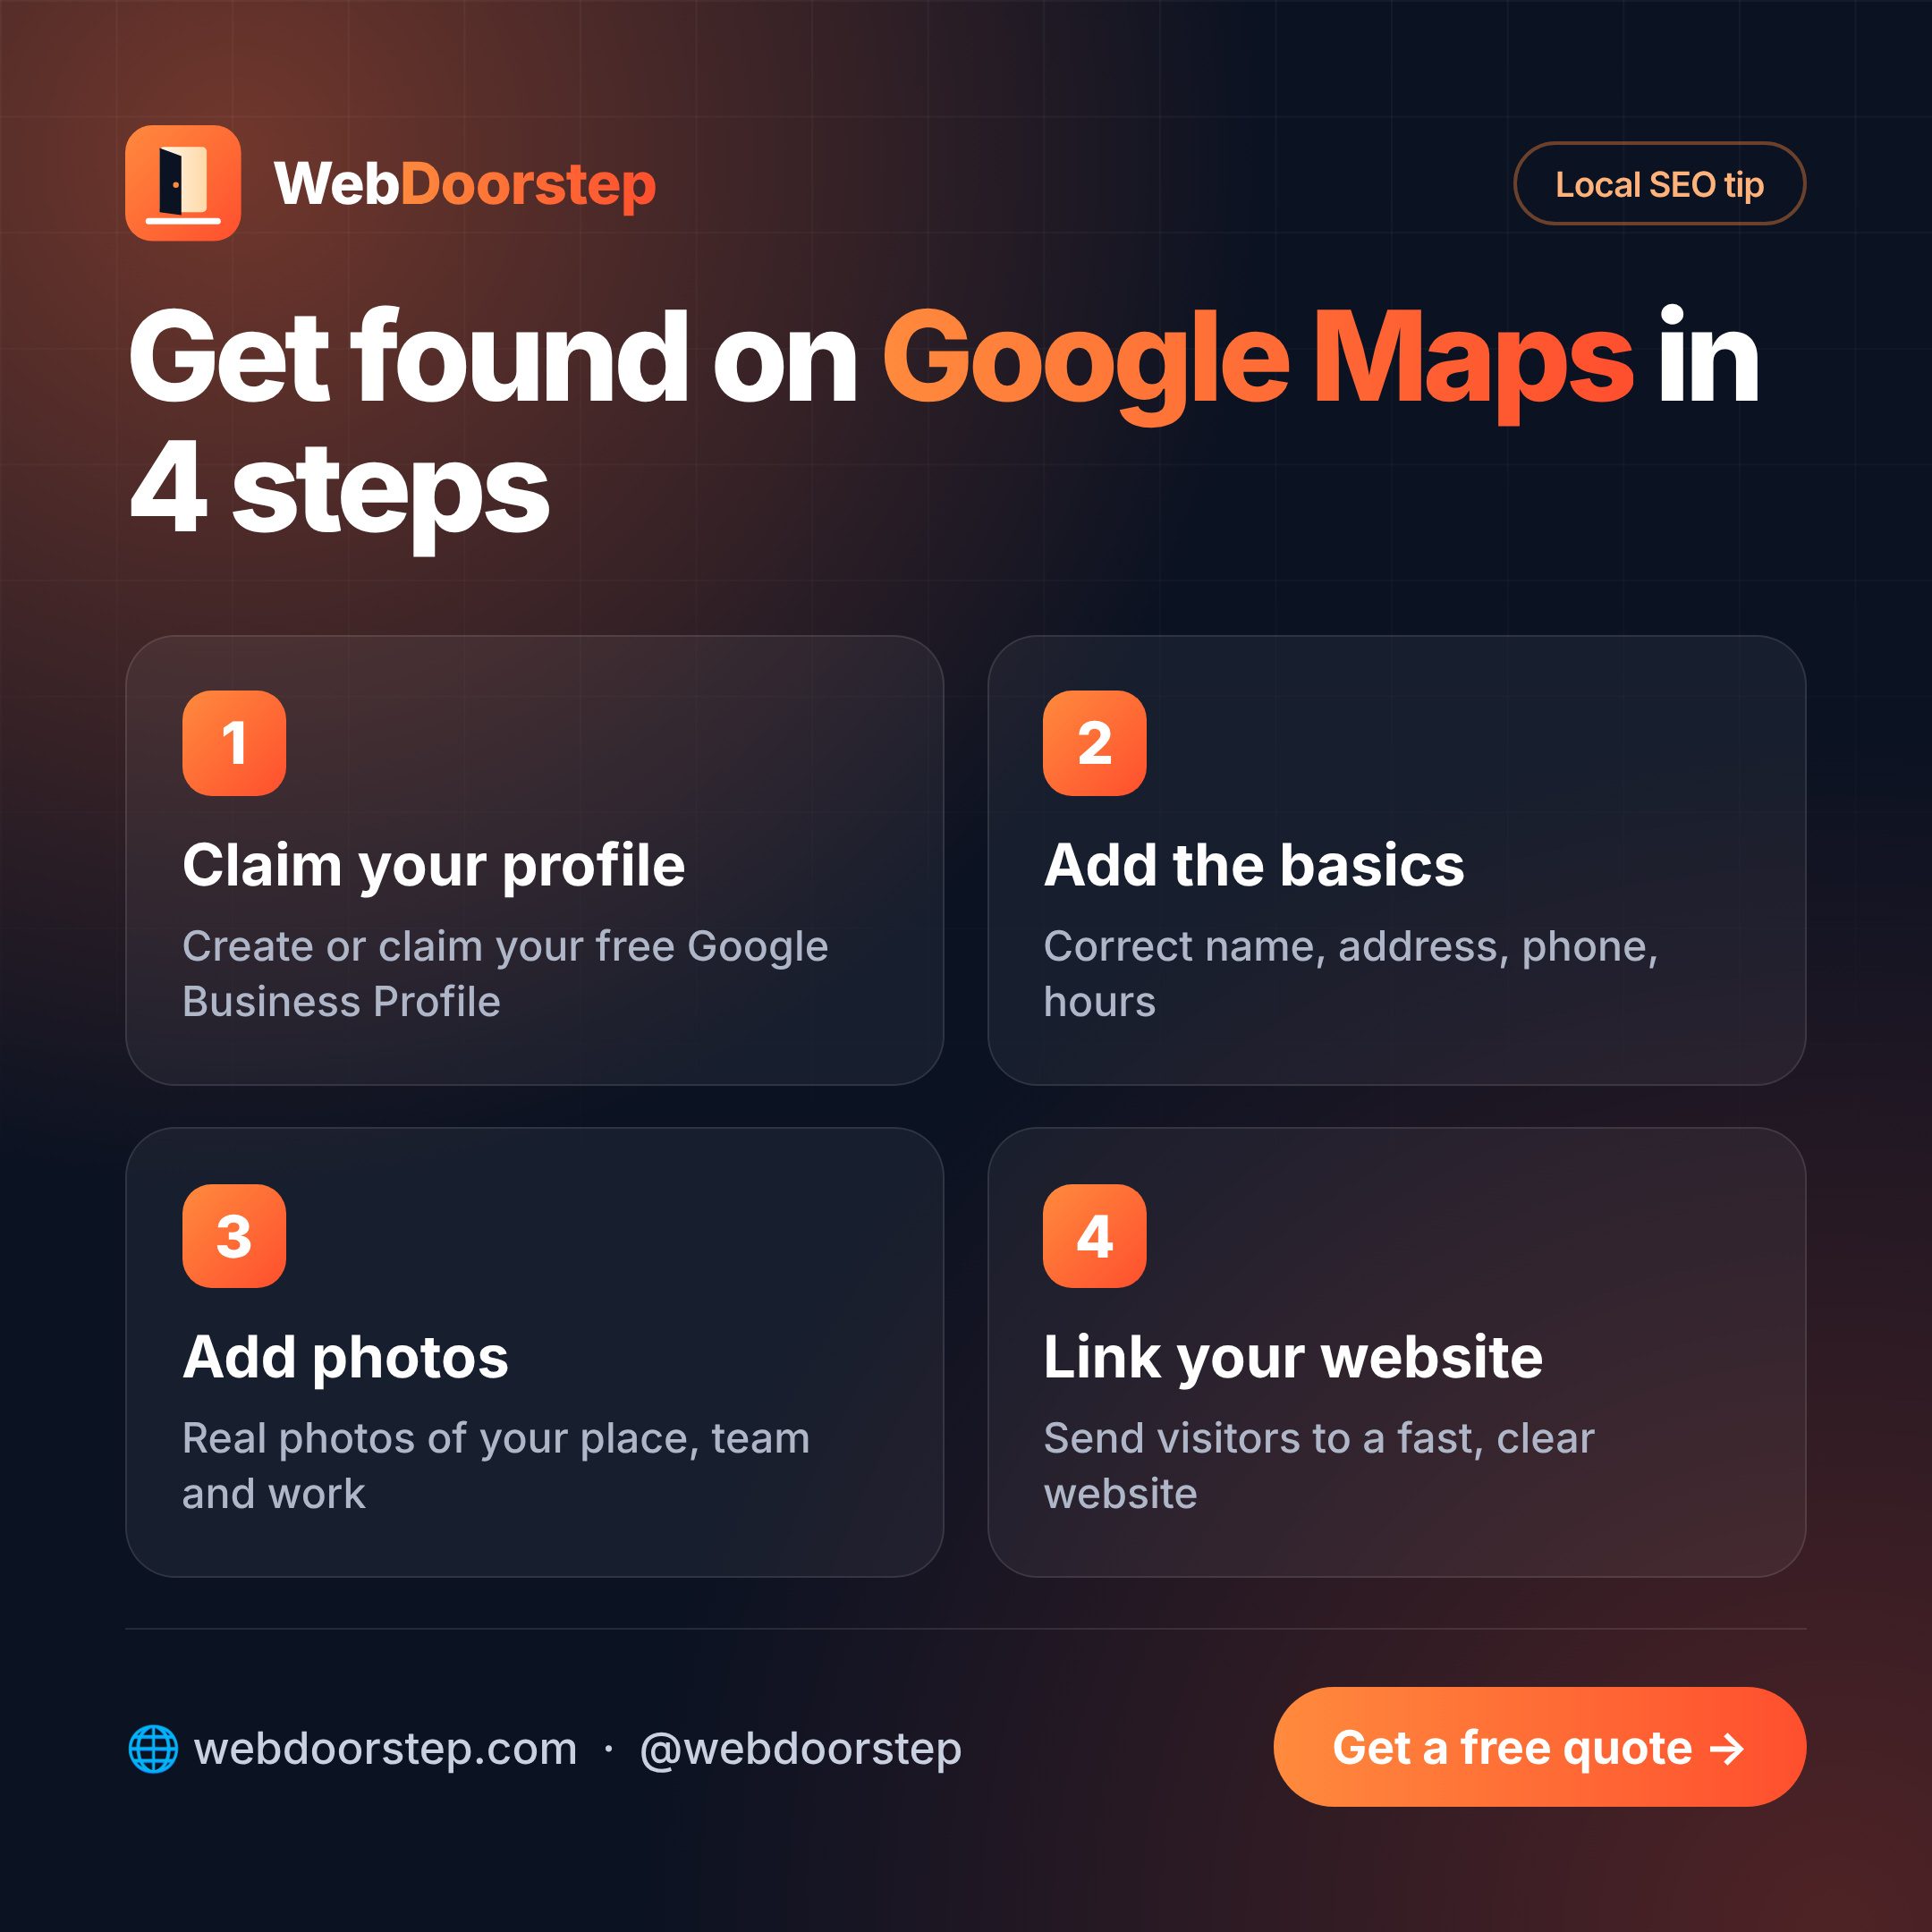 WebDoorstep
Local SEO tip
Get found on Google Maps in
4 steps
1
Claim your profile
Create or claim your free Google
Business Profile
2
Add the basics
Correct name, address, phone,
hours
3
Add photos
Real photos of your place, team
and work
4
Link your website
Send visitors to a fast, clear
website
🌐 webdoorstep.com · @webdoorstep
Get a free quote →